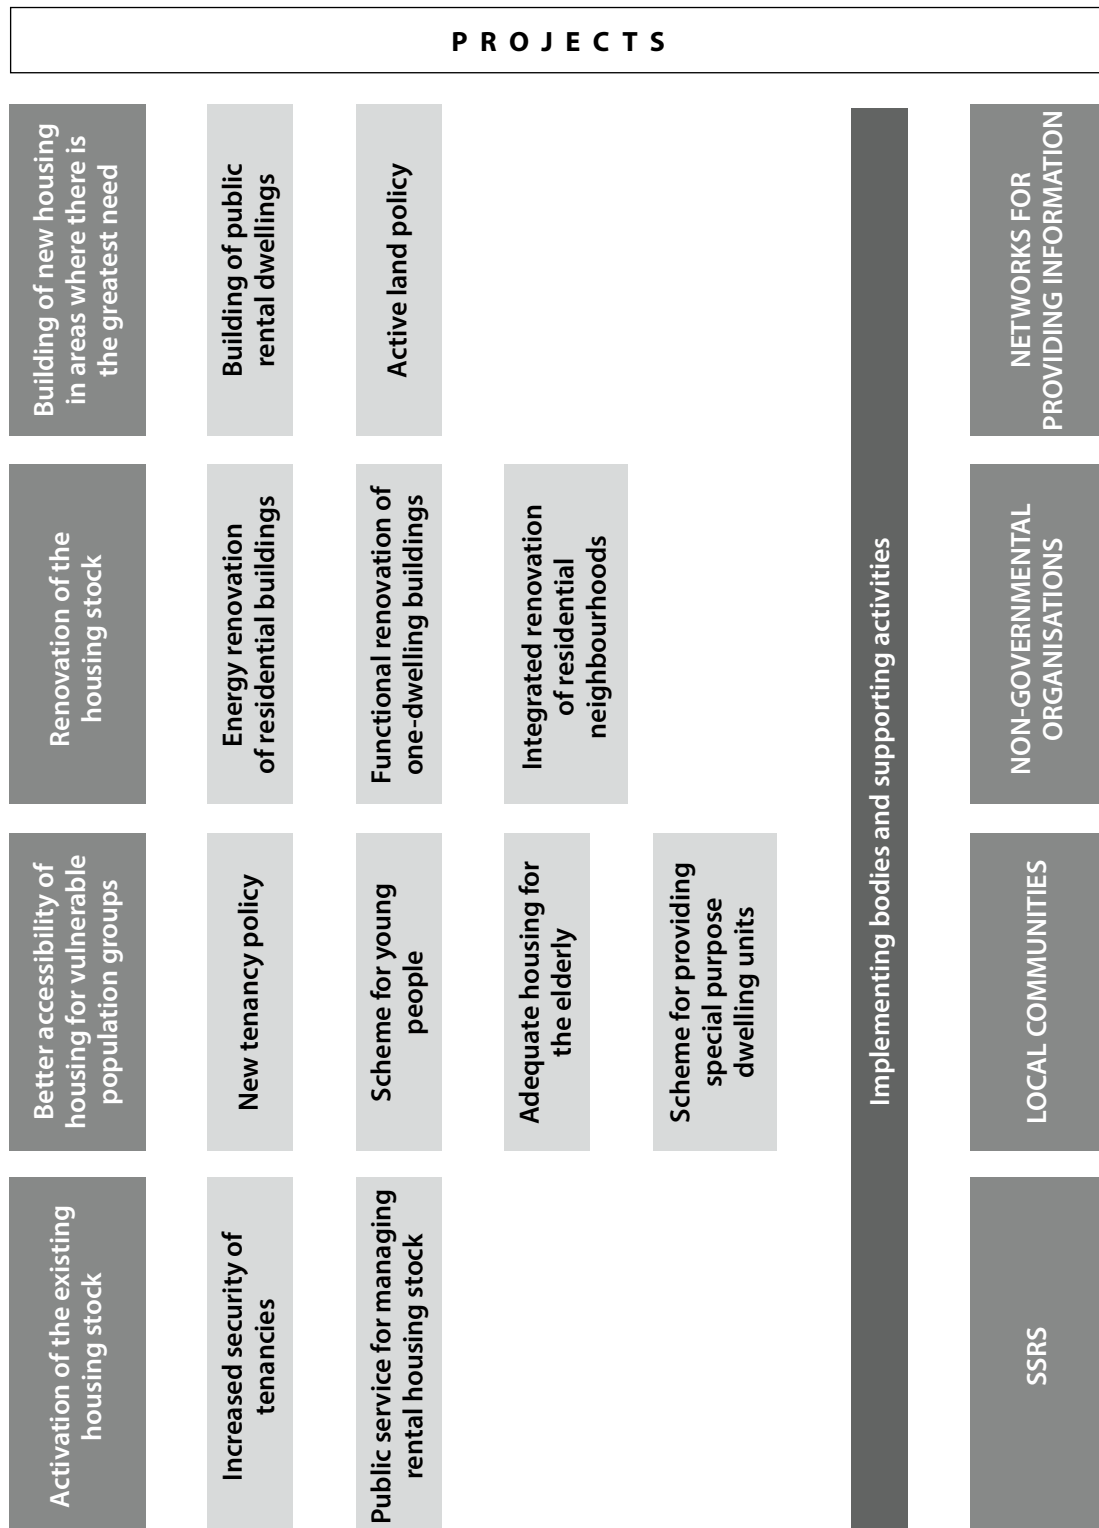 PROJECTS
Activation of the existing
housing stock
Better accessibility of
housing for vulnerable
population groups
Renovation of the
housing stock
Building of new housing
in areas where there is
the greatest need
Increased security of
tenancies
New tenancy policy
Energy renovation
of residential buildings
Building of public
rental dwellings
Public service for managing
rental housing stock
Scheme for young
people
Functional renovation of
one-dwelling buildings
Active land policy
Adequate housing for
the elderly
Integrated renovation
of residential
neighbourhoods
Scheme for providing
special purpose
dwelling units
Implementing bodies and supporting activities
SSRS
LOCAL COMMUNITIES
NON-GOVERNMENTAL
ORGANISATIONS
NETWORKS FOR
PROVIDING INFORMATION